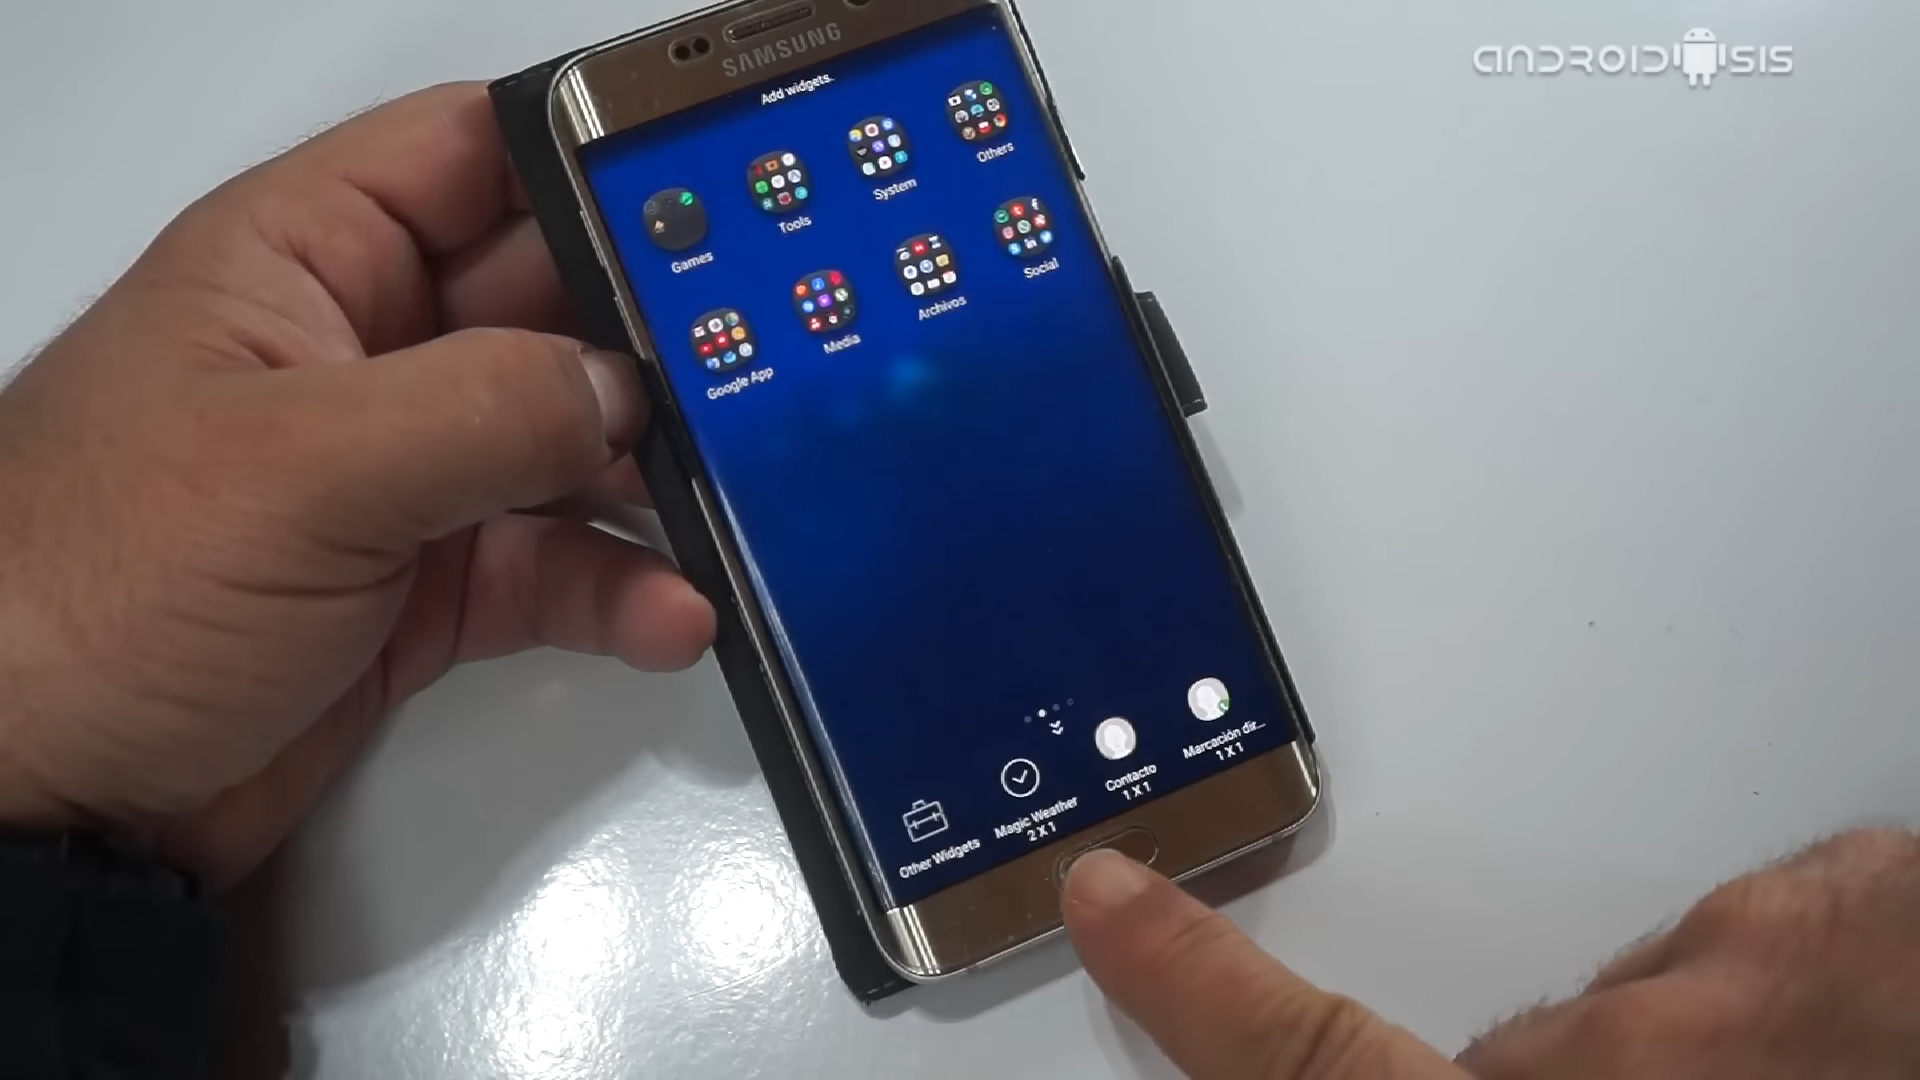 ANDROIDSIS
SAMSUNG
Add widgets.
Others
System
Tools
Games
Social
Archivos
Media
Google App
Marcación dir...
1 X 1
Contacto
1 X 1
Magic Weather
2 X 1
Other Widgets